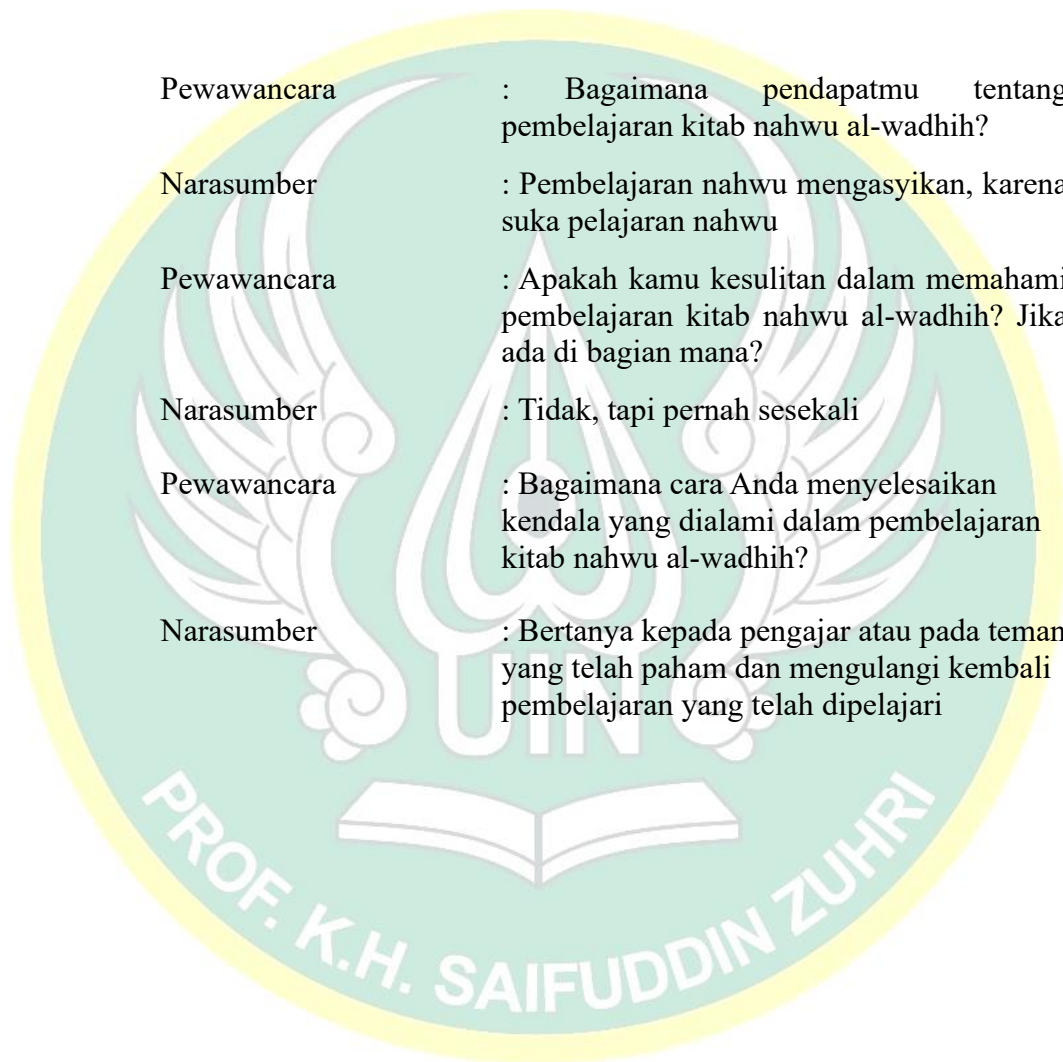 Pewawancara : Bagaimana pendapatmu tentang
pembelajaran kitab nahwu al-wadhih?
Narasumber : Pembelajaran nahwu mengasyikan, karena
suka pelajaran nahwu
Pewawancara : Apakah kamu kesulitan dalam memahami
pembelajaran kitab nahwu al-wadhih? Jika
ada di bagian mana?
Narasumber : Tidak, tapi pernah sesekali
Pewawancara : Bagaimana cara Anda menyelesaikan
kendala yang dialami dalam pembelajaran
kitab nahwu al-wadhih?
Narasumber : Bertanya kepada pengajar atau pada teman
yang telah paham dan mengulangi kembali
pembelajaran yang telah dipelajari
UIN
PROF. K.H. SAIFUDDIN ZUHRI